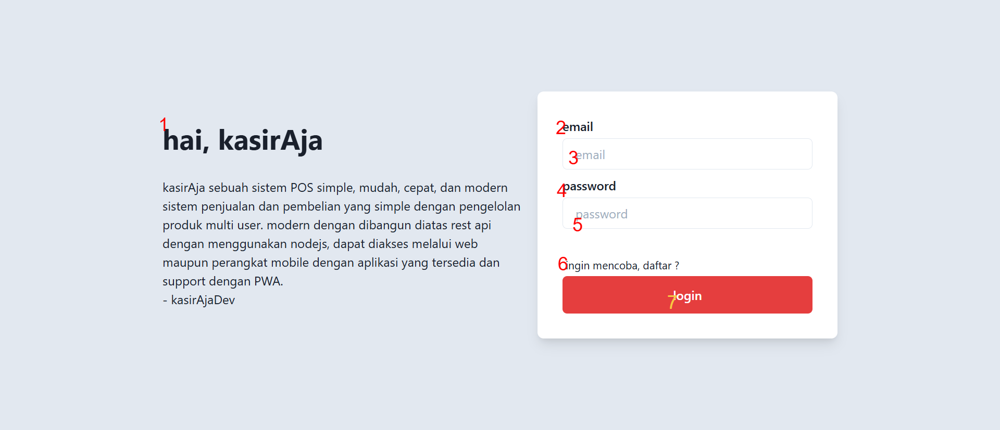 1
hai, kasirAja
kasirAja sebuah sistem POS simple, mudah, cepat, dan modern
sistem penjualan dan pembelian yang simple dengan pengelolan
produk multi user. modern dengan dibangun diatas rest api
dengan menggunakan nodejs, dapat diakses melalui web
maupun perangkat mobile dengan aplikasi yang tersedia dan
support dengan PWA.
- kasirAjaDev
2 email
3 email
4 password
password
5
6 ingin mencoba, daftar ?
7 login